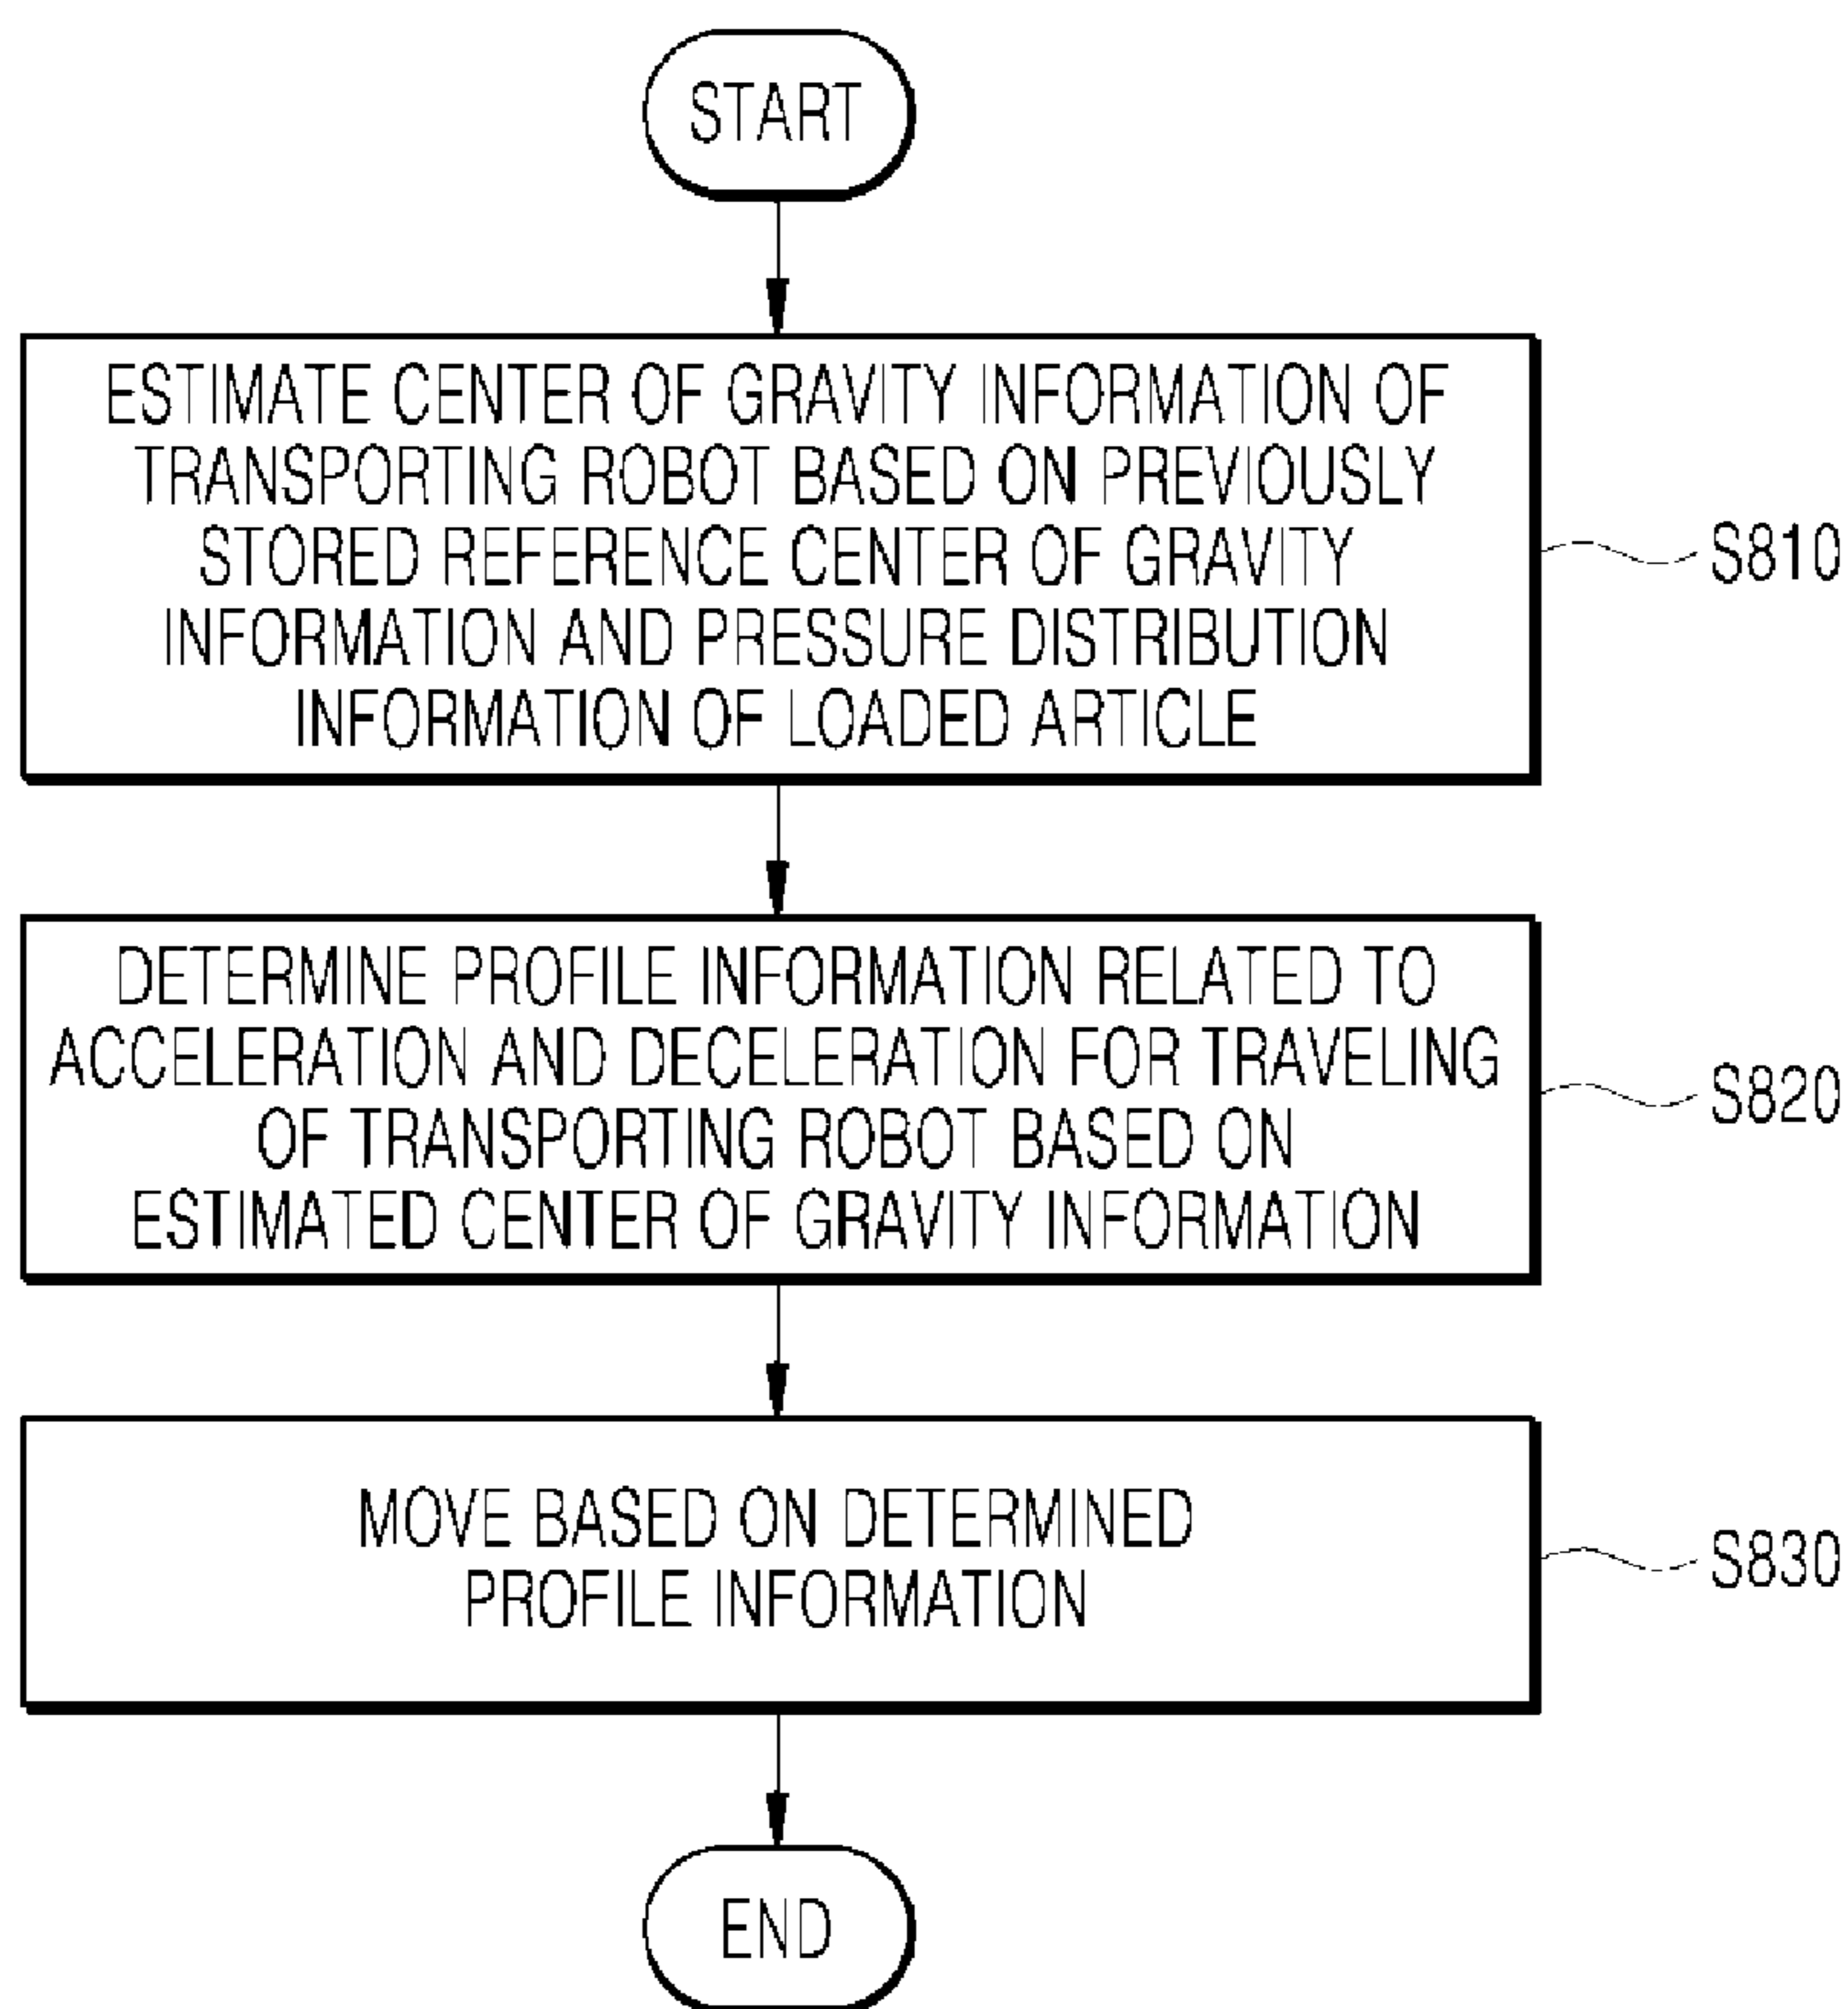 START
ESTIMATE CENTER OF GRAVITY INFORMATION OF
TRANSPORTING ROBOT BASED ON PREVIOUSLY
STORED REFERENCE CENTER OF GRAVITY
INFORMATION AND PRESSURE DISTRIBUTION
INFORMATION OF LOADED ARTICLE
S810
DETERMINE PROFILE INFORMATION RELATED TO
ACCELERATION AND DECELERATION FOR TRAVELING
OF TRANSPORTING ROBOT BASED ON
ESTIMATED CENTER OF GRAVITY INFORMATION
S820
MOVE BASED ON DETERMINED
PROFILE INFORMATION
S830
END